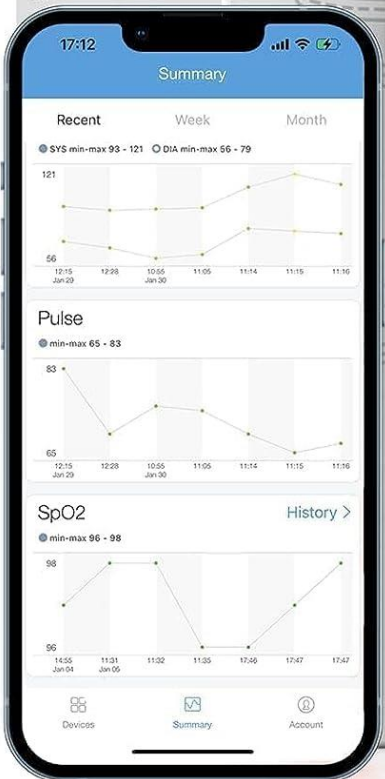 17:12
Summary
Recent Week Month
SYS min-max 93 - 121 DIA min-max 56 - 79
121
56
12:15 12:28 10:55 11:05 11:14 11:15 11:16
Jan 29 Jan 30
Pulse
min-max 65 - 83
83
65
12:15 12:28 10:55 11:05 11:14 11:15 11:16
Jan 29 Jan 30
SpO2 History >
min-max 96 - 98
98
96
14:55 11:31 11:32 11:35 17:46 17:47 17:47
Jan 04 Jan 05
Devices Summary Account